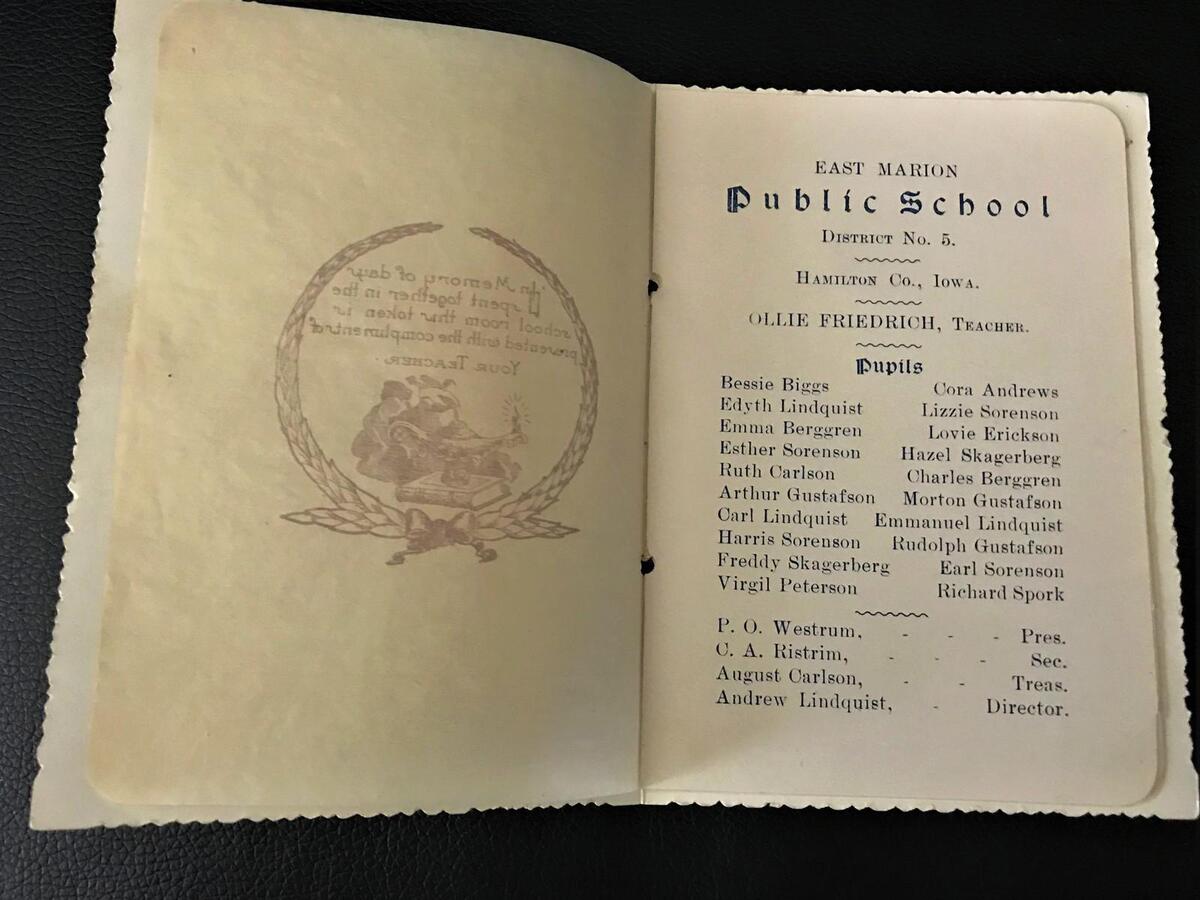 In Memory of days
spent together in the
school room this token is
presented with the compliments of
YOUR TEACHER.
EAST MARION
Public School
DISTRICT NO. 5.
HAMILTON CO., IOWA.
OLLIE FRIEDRICH, TEACHER.
Pupils
Bessie Biggs Cora Andrews
Edyth Lindquist Lizzie Sorenson
Emma Berggren Lovie Erickson
Esther Sorenson Hazel Skagerberg
Ruth Carlson Charles Berggren
Arthur Gustafson Morton Gustafson
Carl Lindquist Emmanuel Lindquist
Harris Sorenson Rudolph Gustafson
Freddy Skagerberg Earl Sorenson
Virgil Peterson Richard Spork
P. O. Westrum, - - - Pres.
C. A. Ristrim, - - - Sec.
August Carlson, - - Treas.
Andrew Lindquist, - Director.